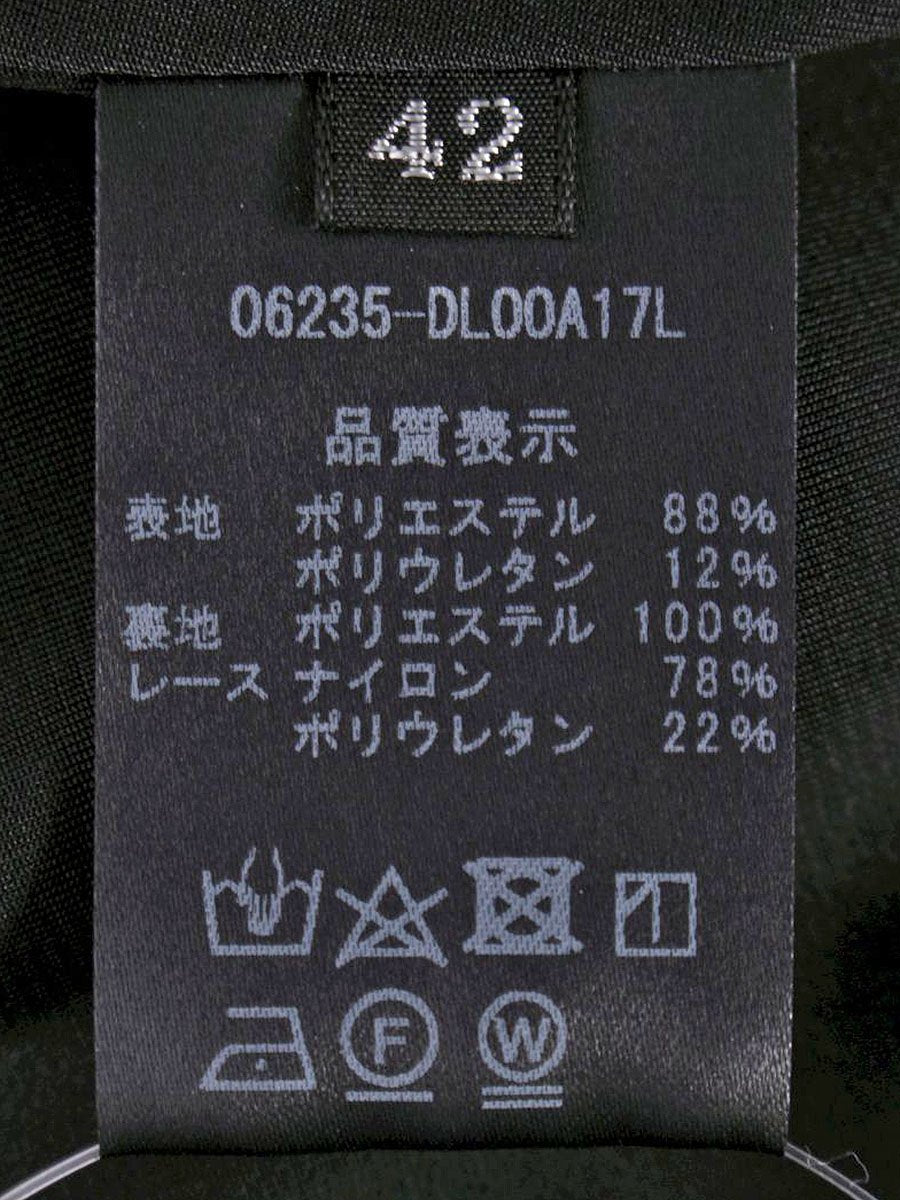 42
06235-DL00A17L
品質表示
表地 ポリエステル 88%
ポリウレタン 12%
裏地 ポリエステル 100%
レース ナイロン 78%
ポリウレタン 22%
F W